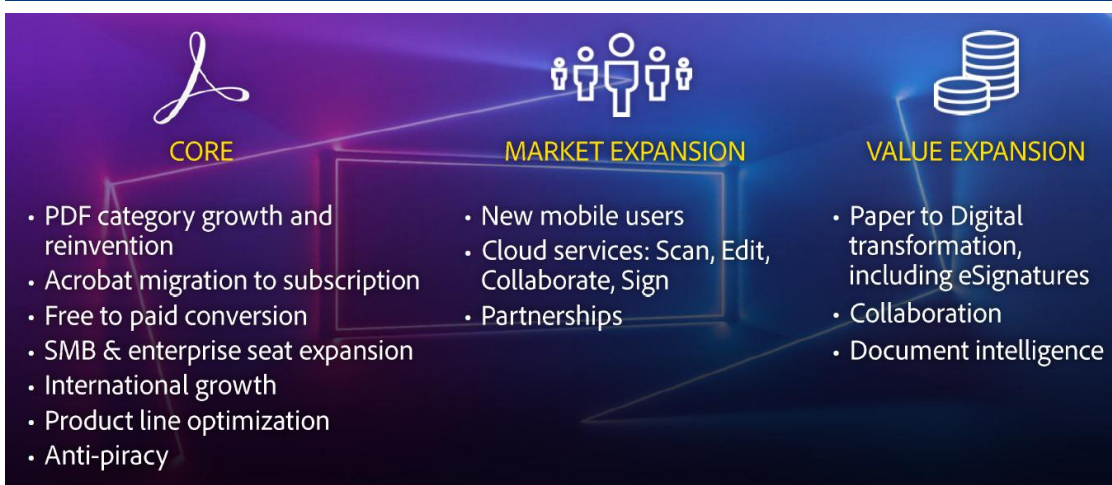 CORE
• PDF category growth and
reinvention
• Acrobat migration to subscription
• Free to paid conversion
• SMB & enterprise seat expansion
• International growth
• Product line optimization
• Anti-piracy
MARKET EXPANSION
• New mobile users
• Cloud services: Scan, Edit,
Collaborate, Sign
• Partnerships
VALUE EXPANSION
• Paper to Digital
transformation,
including eSignatures
• Collaboration
• Document intelligence